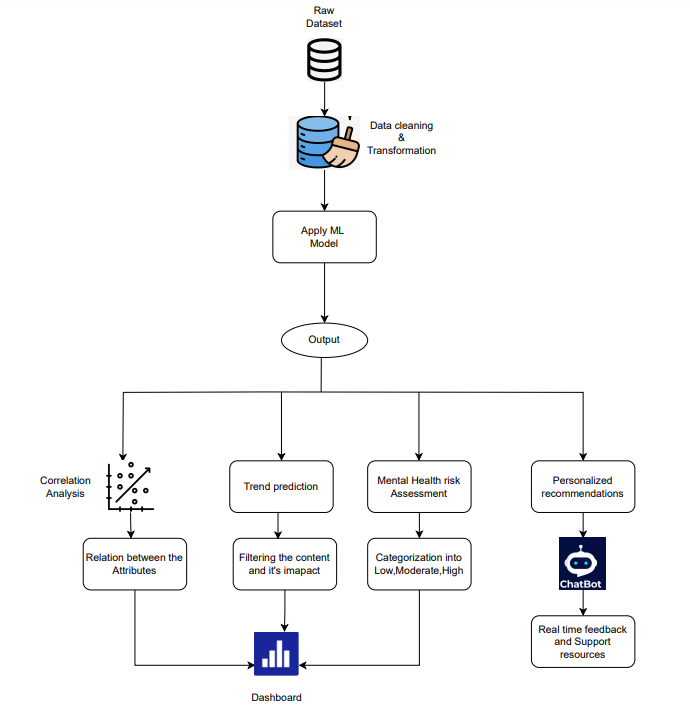 Raw
Dataset
Data cleaning
&
Transformation
Apply ML
Model
Output
Correlation
Analysis
Trend prediction
Mental Health risk
Assessment
Personalized
recommendations
Relation between the
Attributes
Filtering the content
and it's imapact
Categorization into
Low,Moderate,High
ChatBot
Real time feedback
and Support
resources
Dashboard